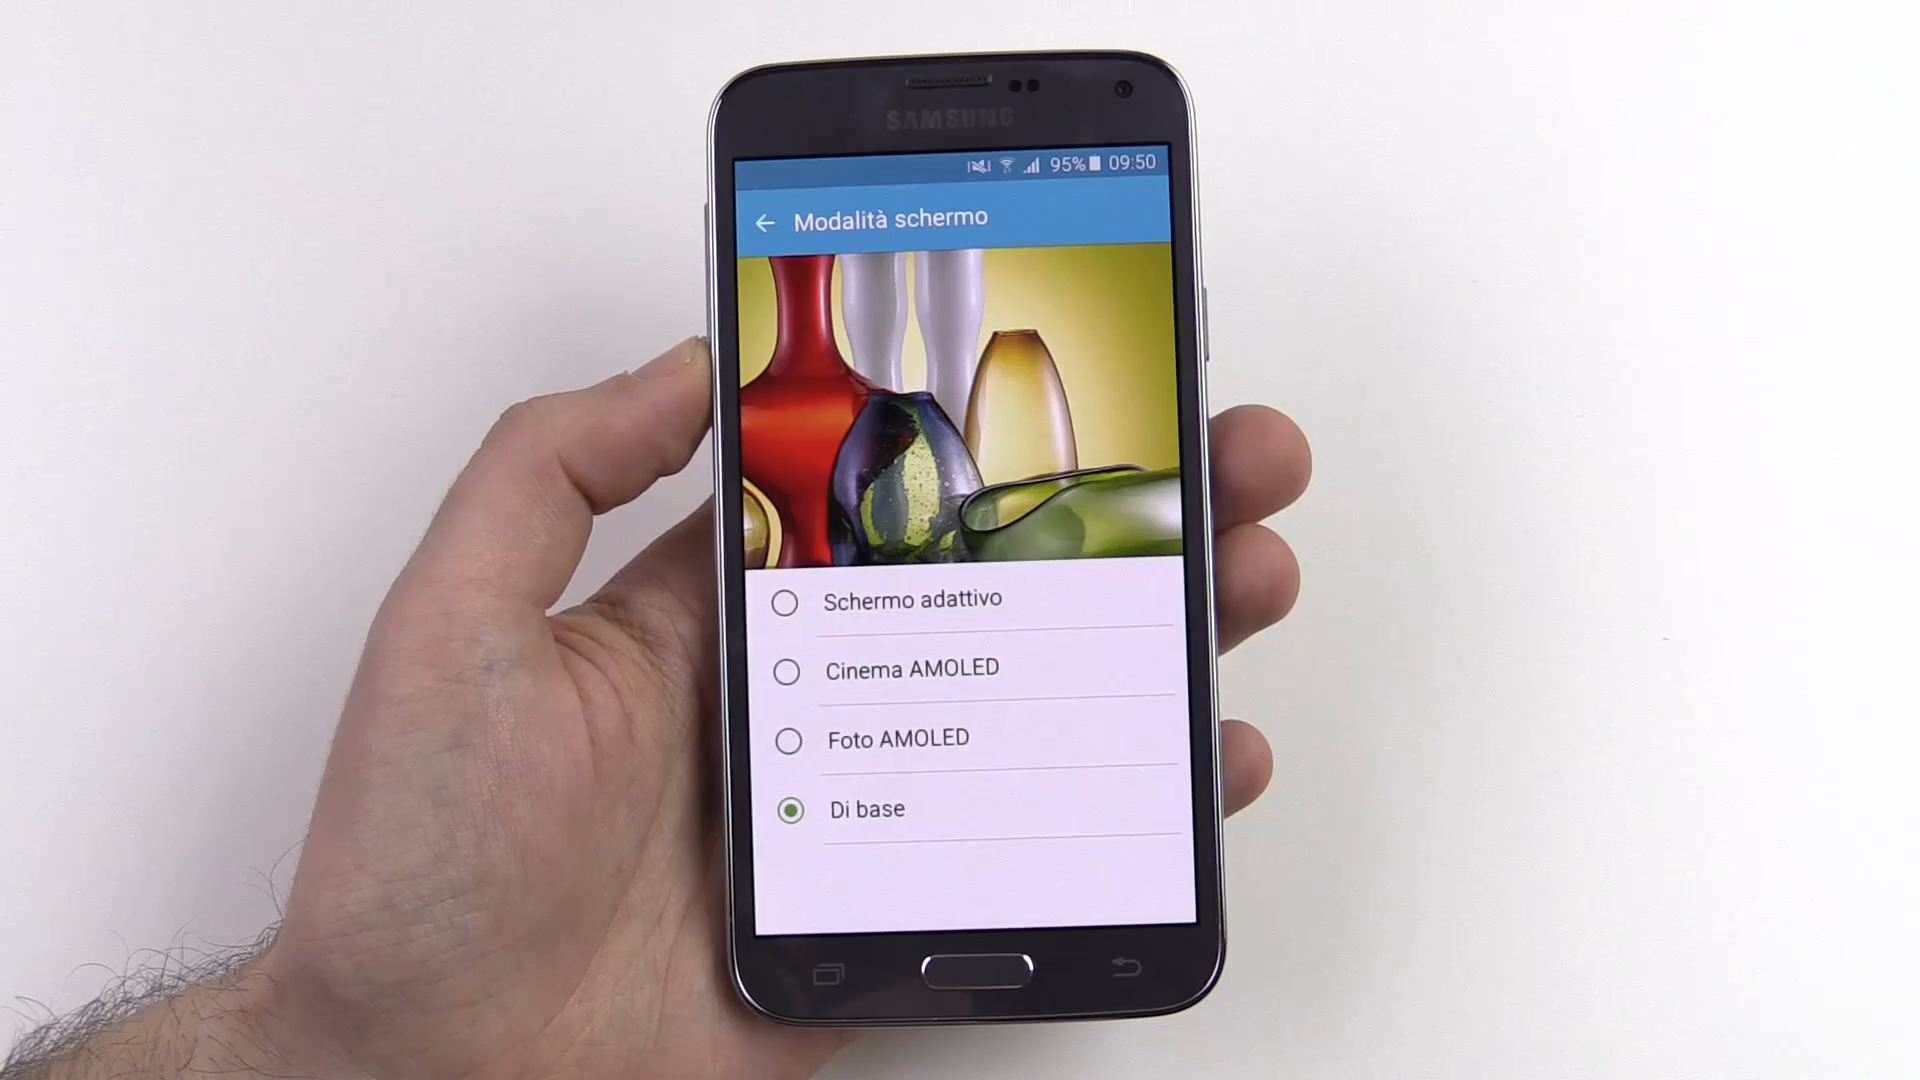 SAMSUNG
95% 09:50
Modalità schermo
Schermo adattivo
Cinema AMOLED
Foto AMOLED
Di base